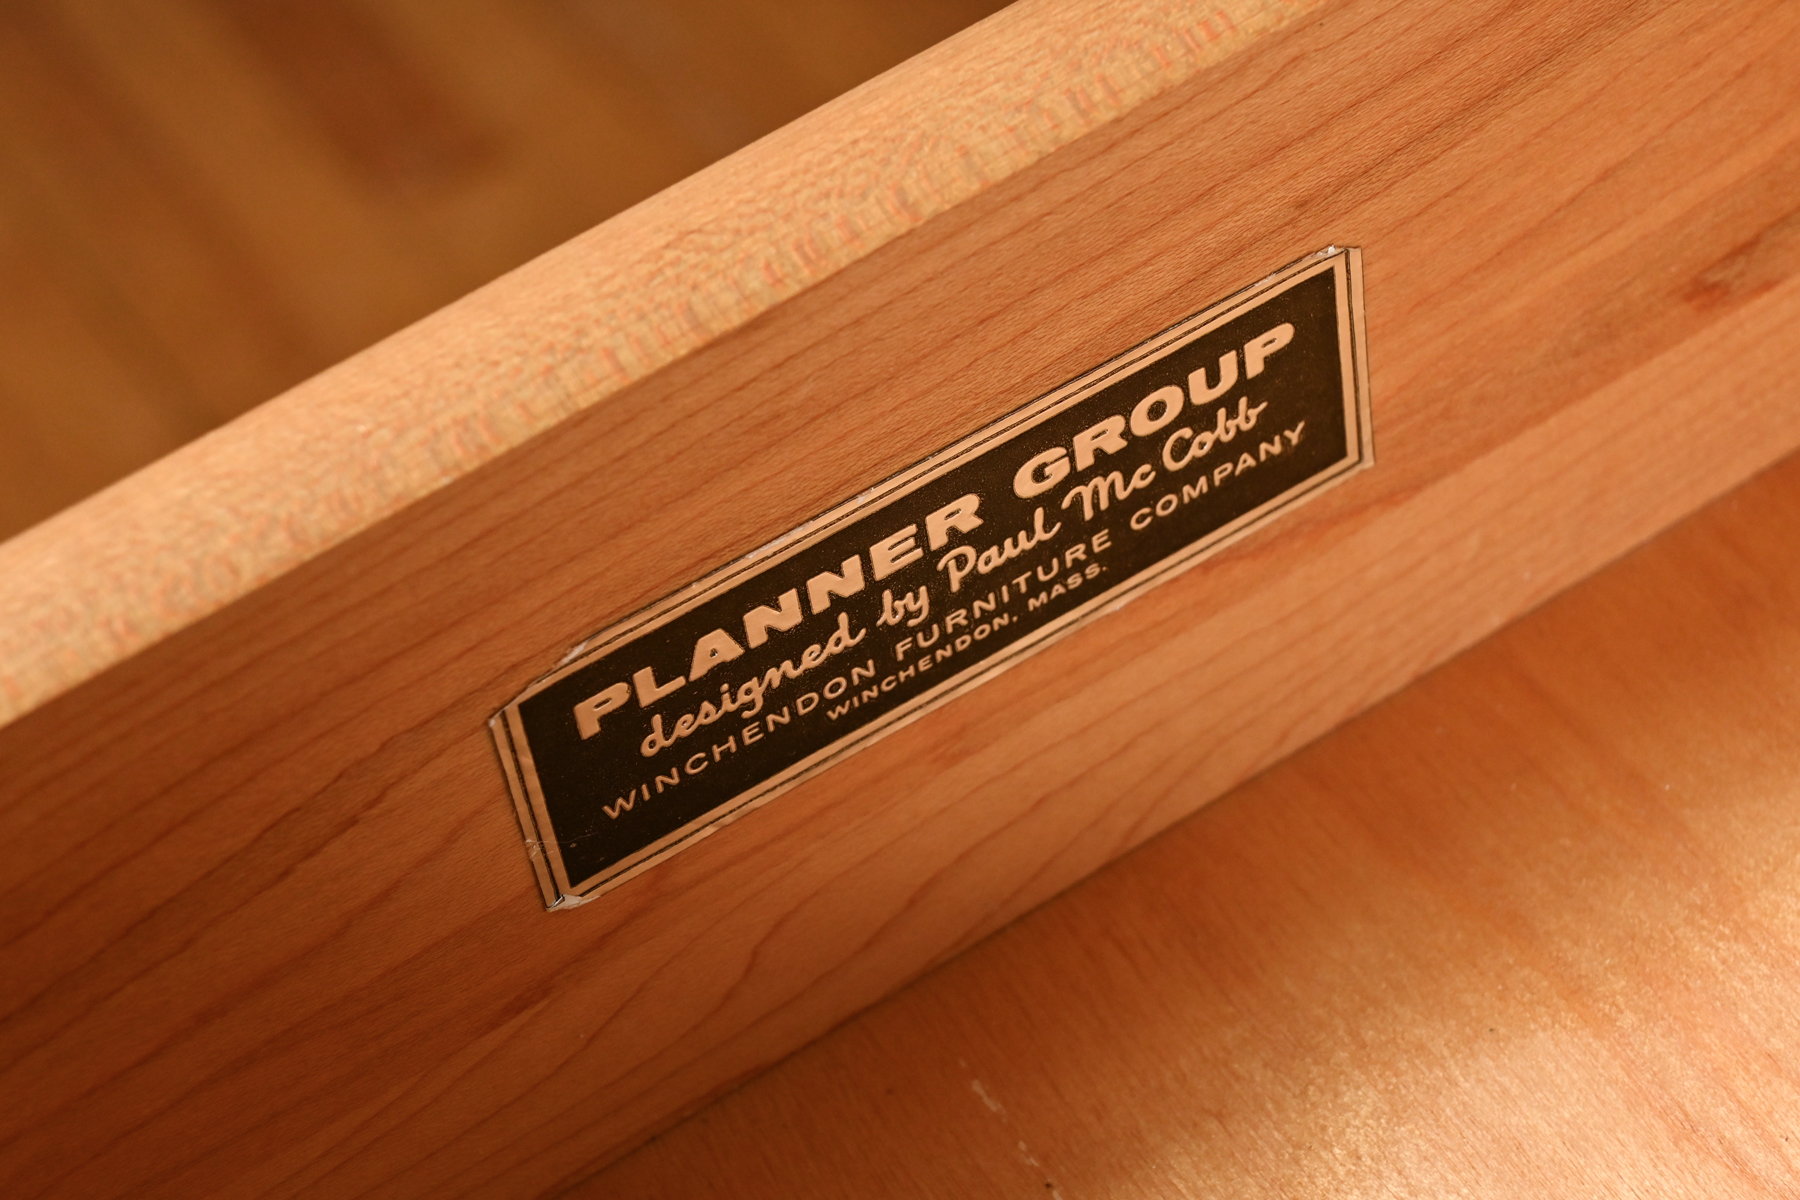 PLANNER GROUP
designed by Paul McCobb
WINCHENDON FURNITURE COMPANY
WINCHENDON, MASS.